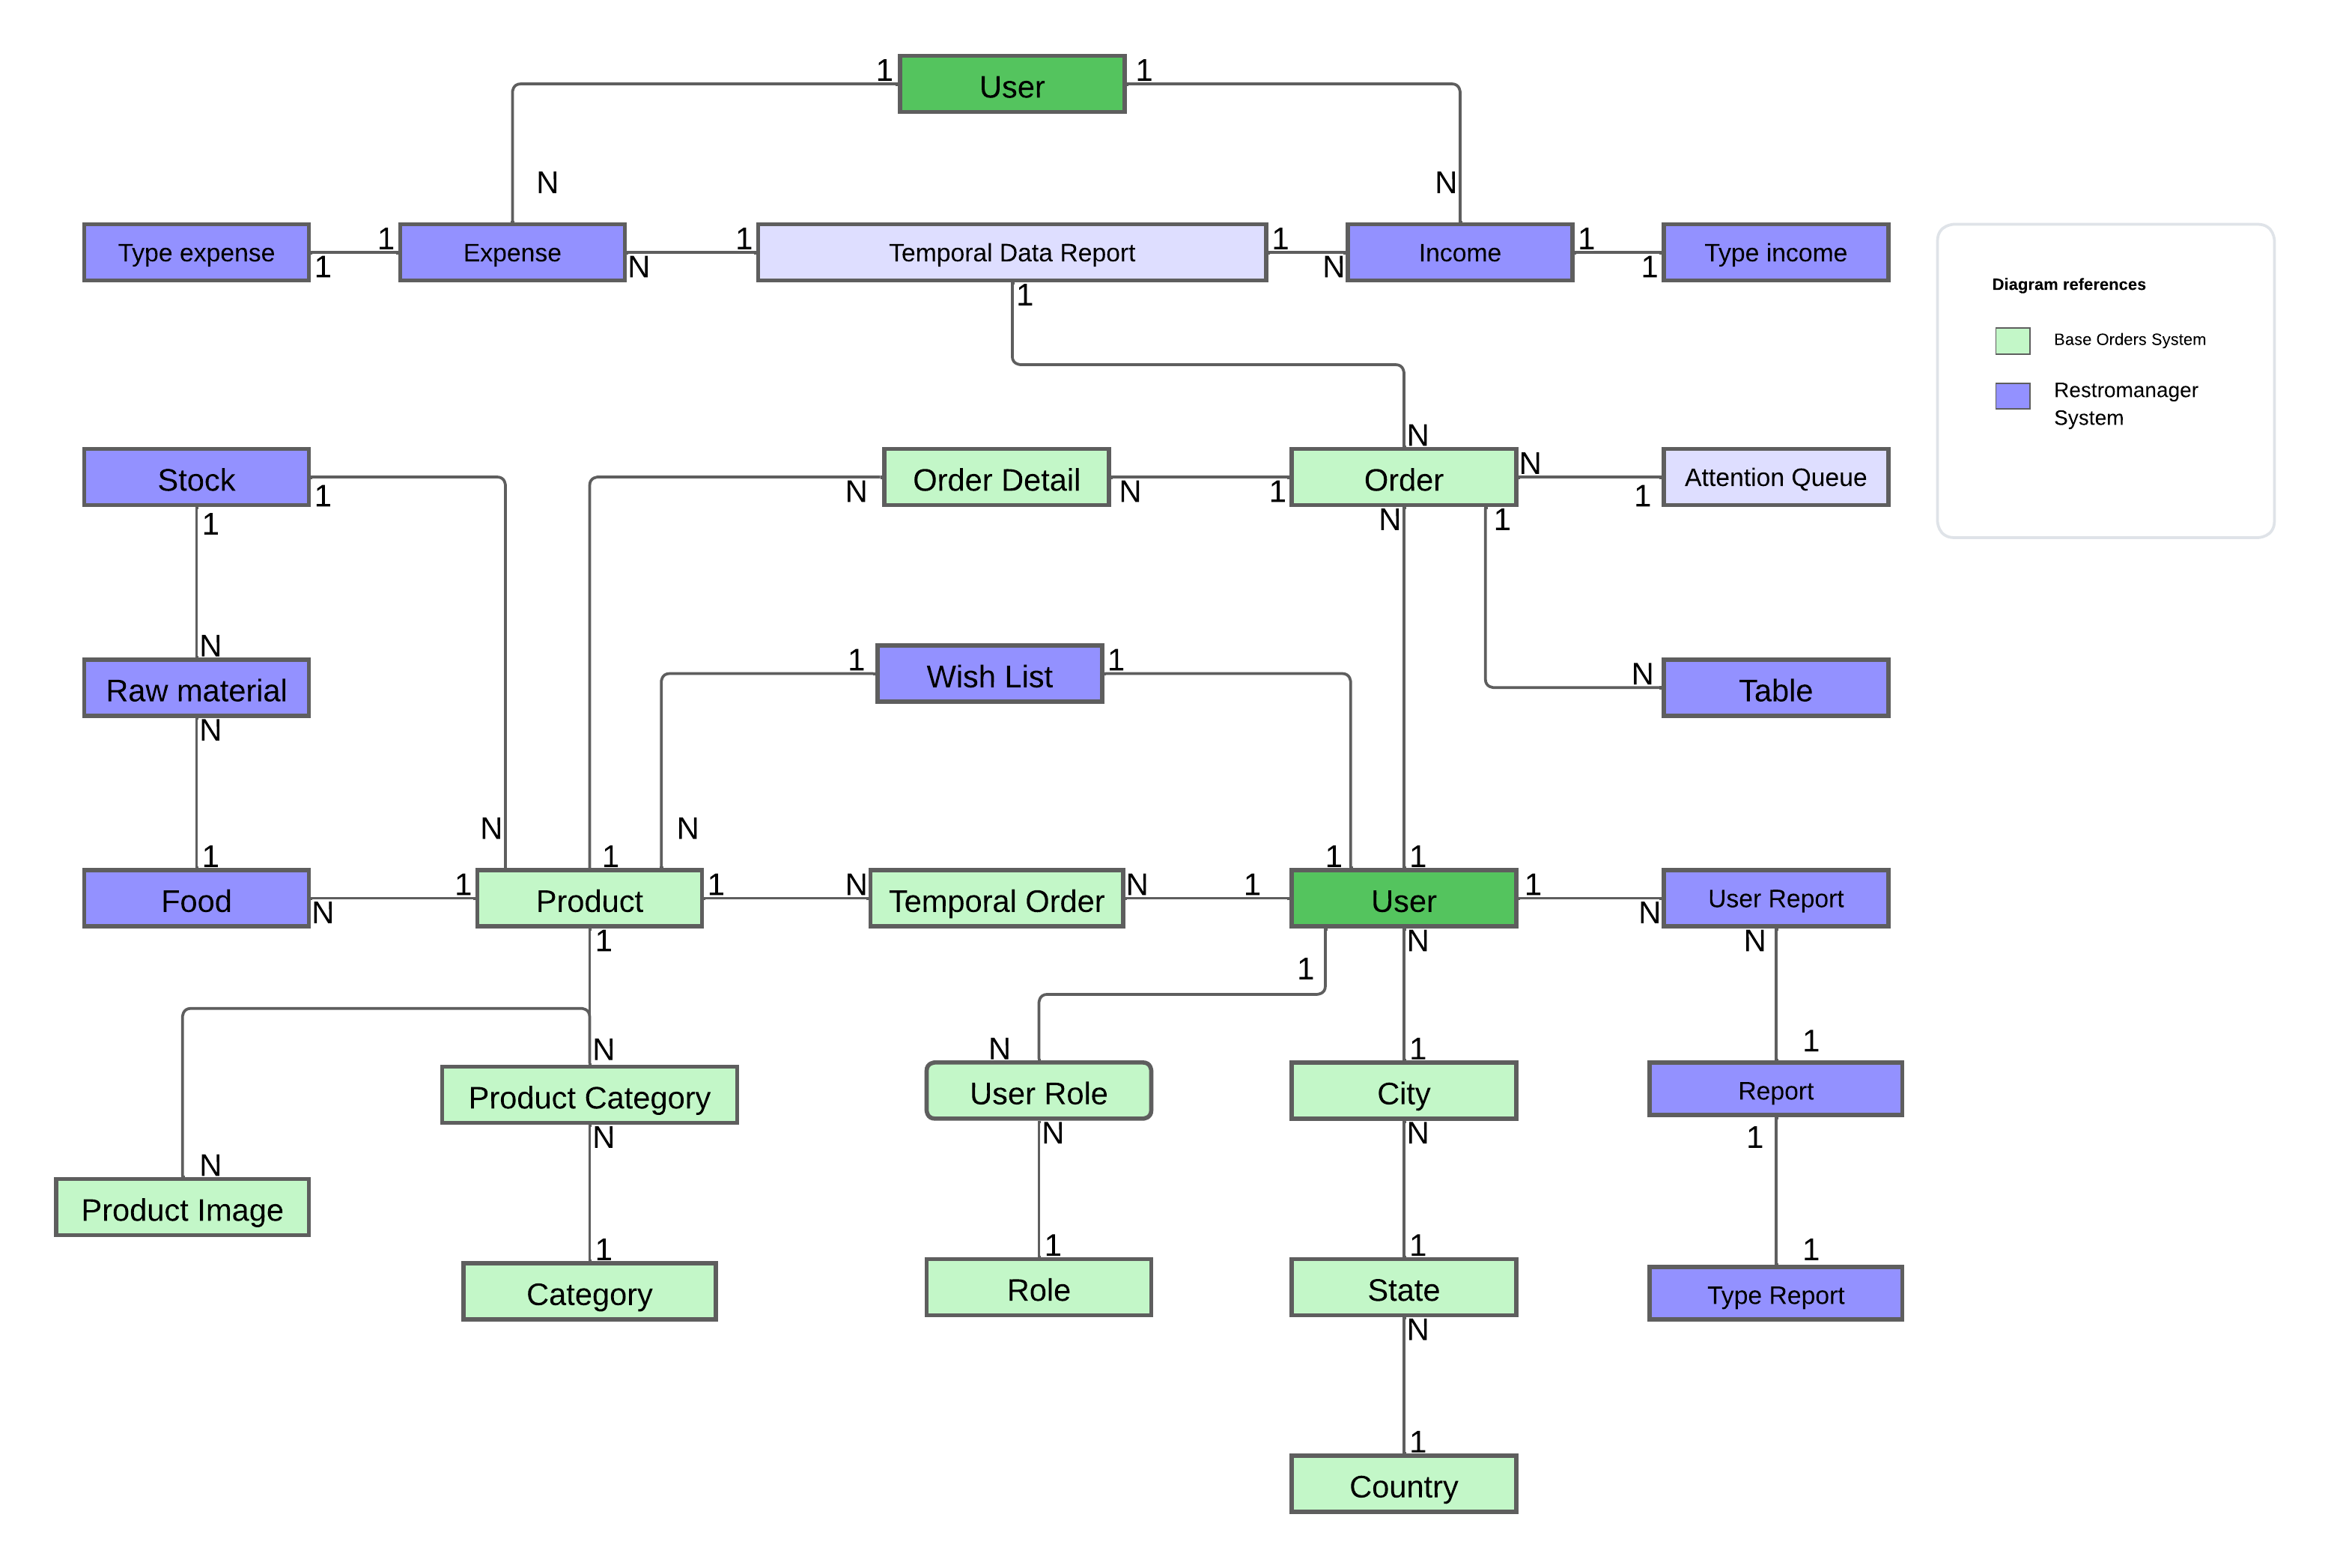 1
User
1
N
N
Type expense
1
1
Expense
N
1
Temporal Data Report
1
N
Income
1
1
Type income
1
Diagram references
Base Orders System
Restromanager
System
N
Stock
1
1
N
Order Detail
N
1
Order
N
1
Attention Queue
N
1
N
Raw material
N
1
Wish List
1
N
Table
N
N
1
1
1
1
Food
N
1
Product
1
N
Temporal Order
N
1
User
1
N
User Report
1
1
N
N
N
N
1
1
Product Category
User Role
City
Report
N
N
N
1
N
Product Image
1
1
1
1
Category
Role
State
Type Report
N
1
Country